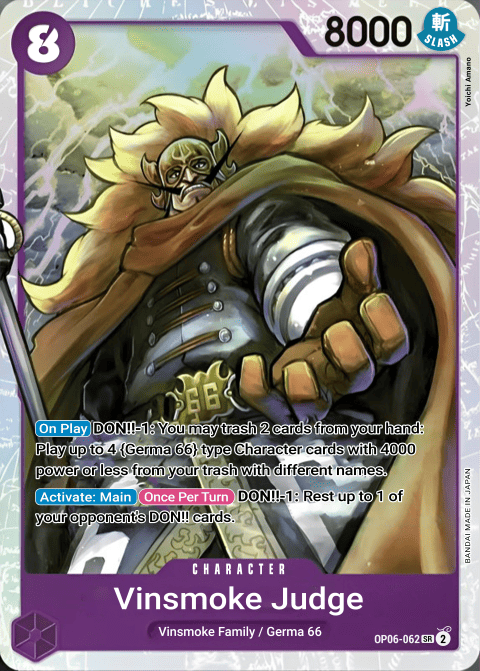 8
8000
斬
SLASH
Yoichi Amano
66
On Play DON!!-1: You may trash 2 cards from your hand:
Play up to 4 {Germa 66} type Character cards with 4000
power or less from your trash with different names.
Activate: Main Once Per Turn DON!!-1: Rest up to 1 of
your opponent's DON!! cards.
BANDAI MADE IN JAPAN
CHARACTER
Vinsmoke Judge
Vinsmoke Family / Germa 66
OP06-062 SR 2